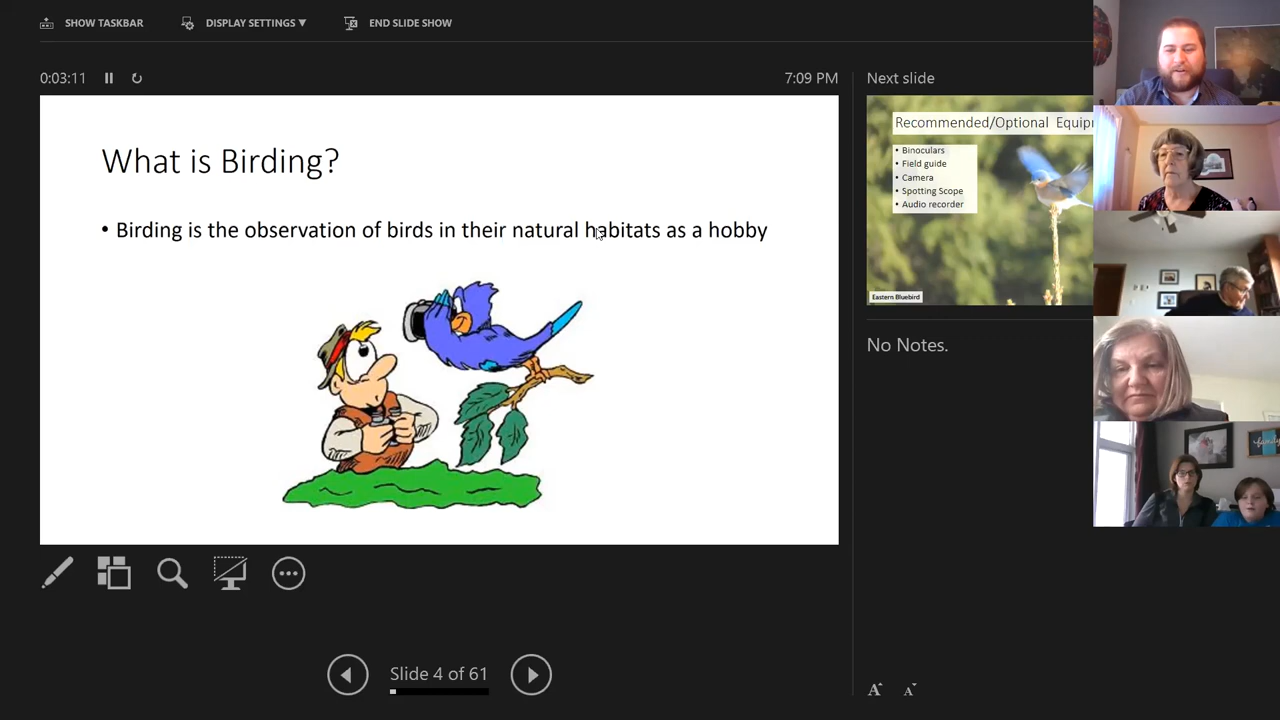 SHOW TASKBAR
DISPLAY SETTINGS ▼
END SLIDE SHOW
0:03:11
7:09 PM
What is Birding?
• Birding is the observation of birds in their natural habitats as a hobby
Slide 4 of 61
Next slide
Recommended/Optional
• Binoculars
• Field guide
• Camera
• Spotting Scope
• Audio recorder
Eastern Bluebird
No Notes.
A A
family